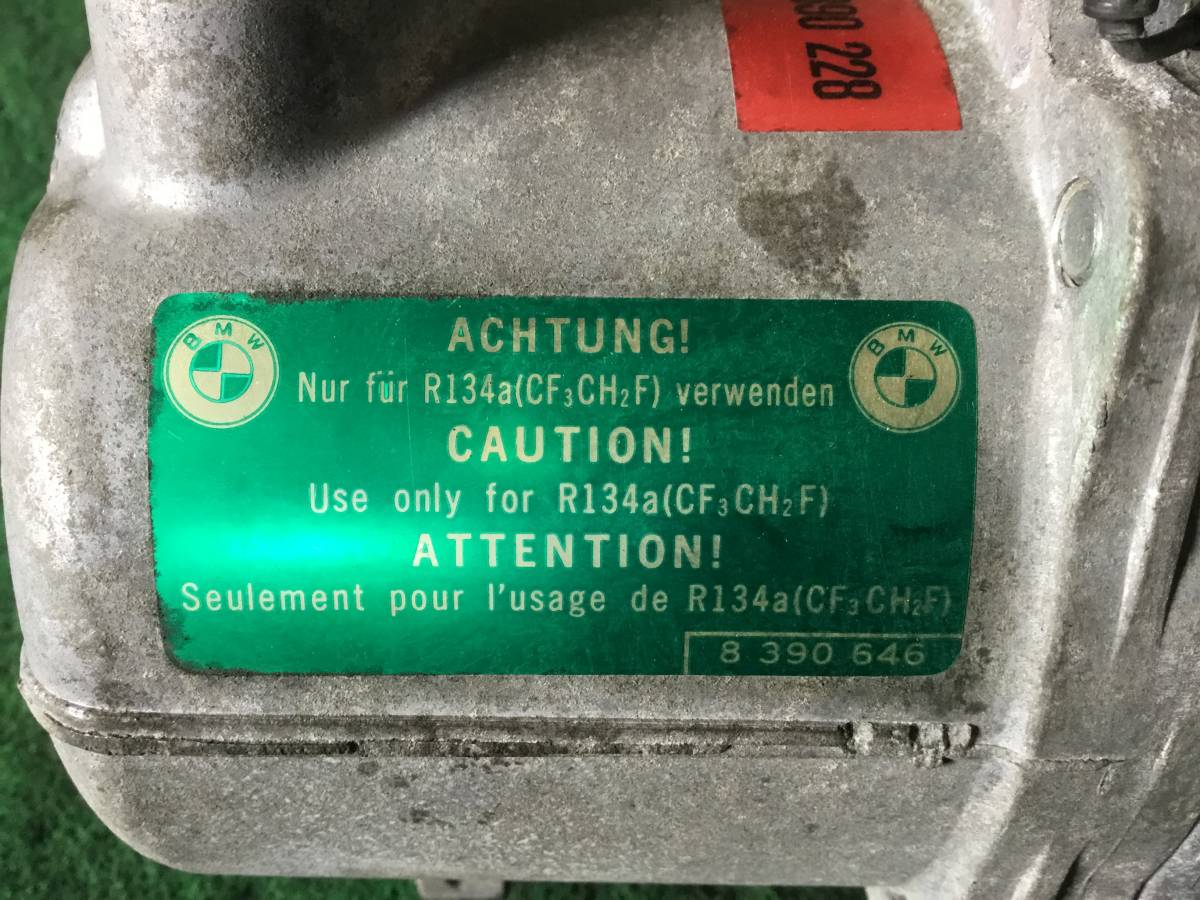 390 228
BMW
BMW
ACHTUNG!
Nur für R134a(CF₃CH₂F) verwenden
CAUTION!
Use only for R134a(CF₃CH₂F)
ATTENTION!
Seulement pour l'usage de R134a(CF₃CH₂F)
8 390 646